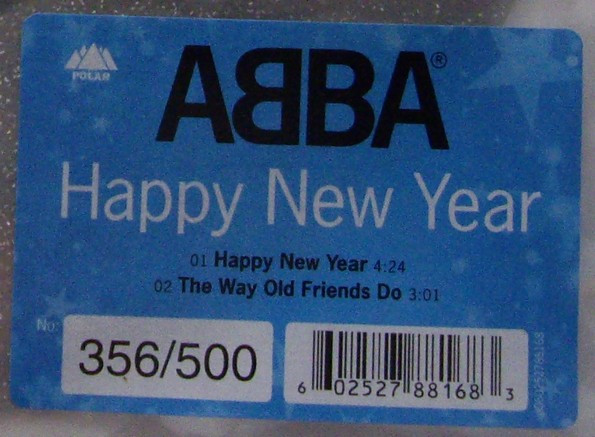 POLAR
ABBA®
Happy New Year
01 Happy New Year 4:24
02 The Way Old Friends Do 3:01
No: 356/500
6 02527 88168 3